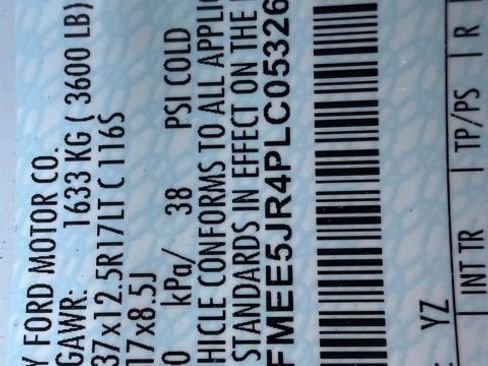 Y FORD MOTOR CO.
GAWR: 1633 KG ( 3600 LB)
37x12.5R17LT C 116S
17x8.5J
0 kPa/ 38 PSI COLD
HICLE CONFORMS TO ALL APPLIC
STANDARDS IN EFFECT ON THE
FMEE5JR4PLC05326
YZ
INT TR | TP/PS | R